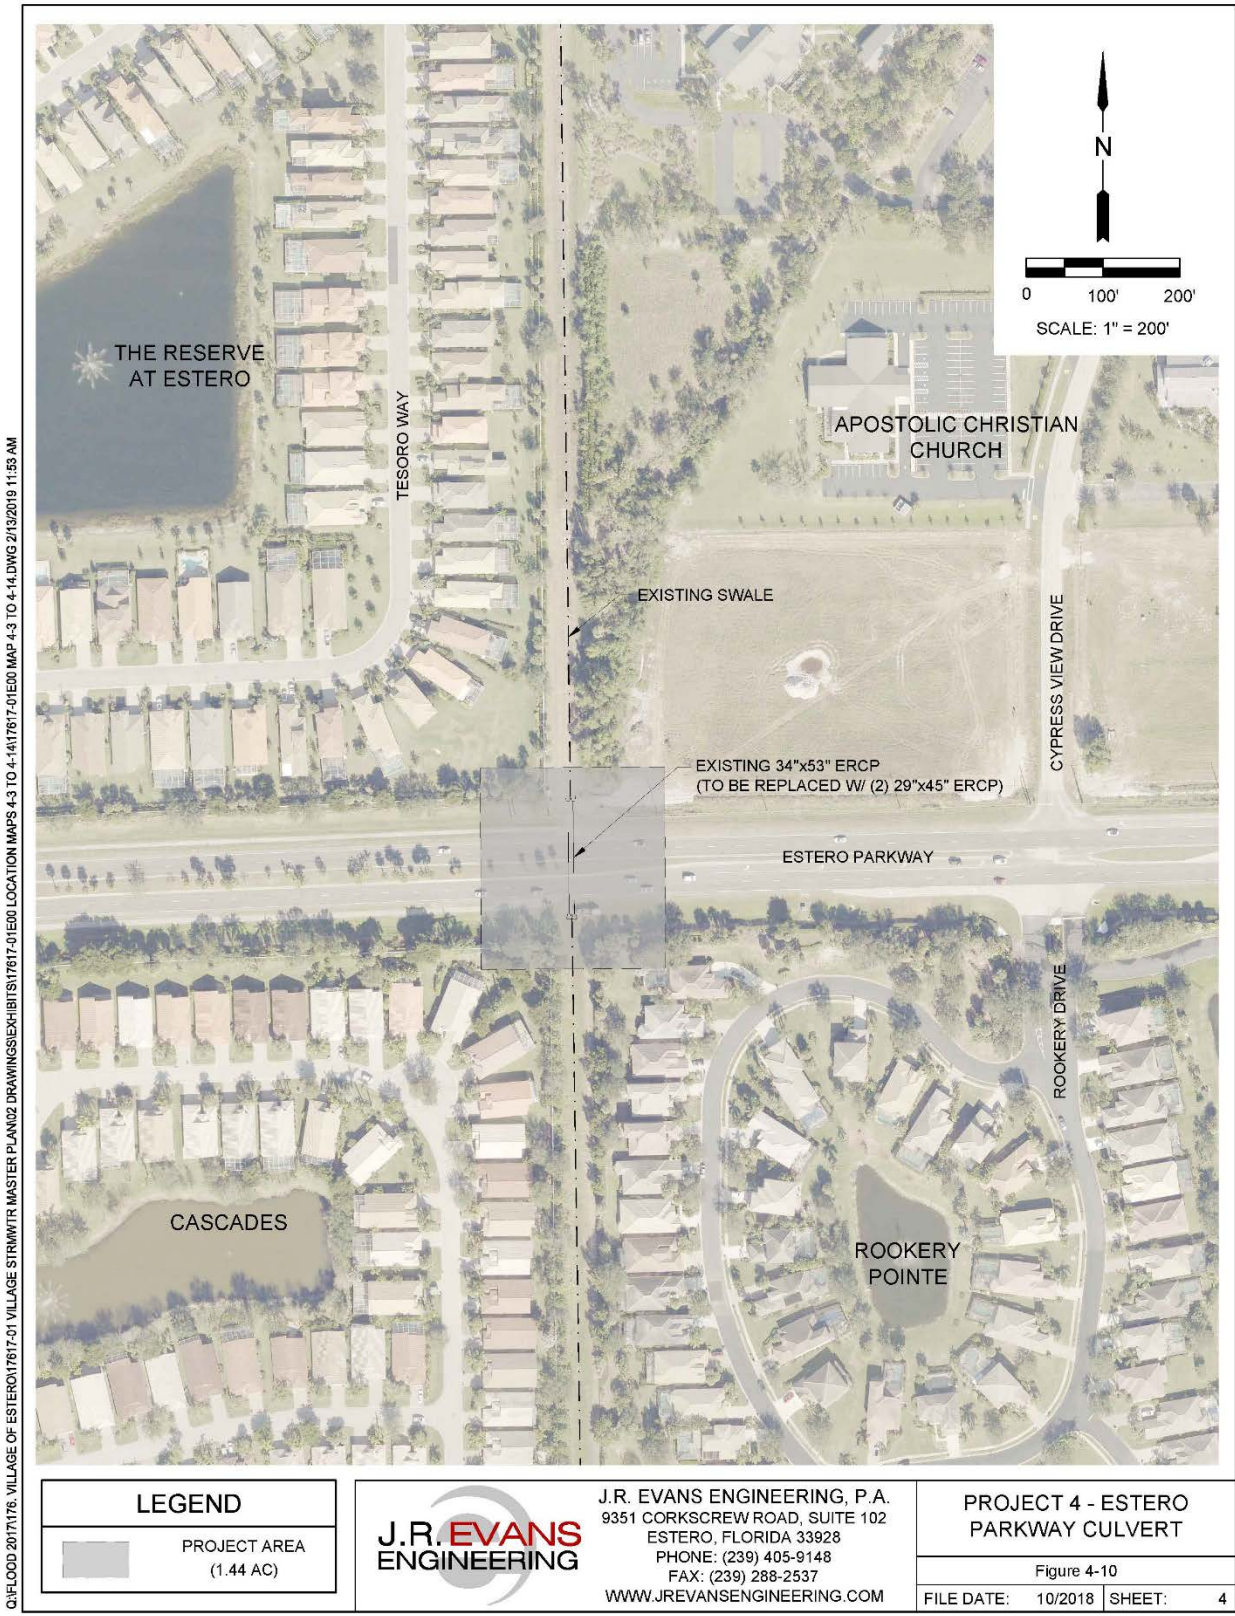 N
0 100' 200'
SCALE: 1" = 200'
THE RESERVE
AT ESTERO
TESORO WAY
APOSTOLIC CHRISTIAN
CHURCH
EXISTING SWALE
CYPRESS VIEW DRIVE
EXISTING 34"x53" ERCP
(TO BE REPLACED W/ (2) 29"x45" ERCP)
ESTERO PARKWAY
ROOKERY DRIVE
CASCADES
ROOKERY
POINTE
Q:\FLOOD 2017\176. VILLAGE OF ESTERO\17617-01 VILLAGE STRMWTR MASTER PLAN\02 DRAWINGS\EXHIBITS\17617-01E00 LOCATION MAPS 4-3 TO 4-14\17617-01E00 MAP 4-3 TO 4-14.DWG 2/13/2019 11:53 AM
LEGEND
PROJECT AREA
(1.44 AC)
J.R. EVANS
ENGINEERING
J.R. EVANS ENGINEERING, P.A.
9351 CORKSCREW ROAD, SUITE 102
ESTERO, FLORIDA 33928
PHONE: (239) 405-9148
FAX: (239) 288-2537
WWW.JREVANSENGINEERING.COM
PROJECT 4 - ESTERO
PARKWAY CULVERT
Figure 4-10
FILE DATE: 10/2018 SHEET: 4